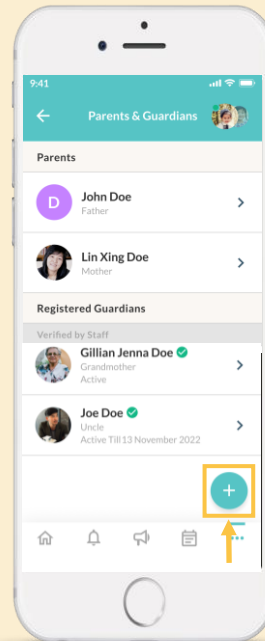 9:41
Parents & Guardians
Parents
D
John Doe
Father
Lin Xing Doe
Mother
Registered Guardians
Verified by Staff
Gillian Jenna Doe
Grandmother
Active
Joe Doe
Uncle
Active Till 13 November 2022